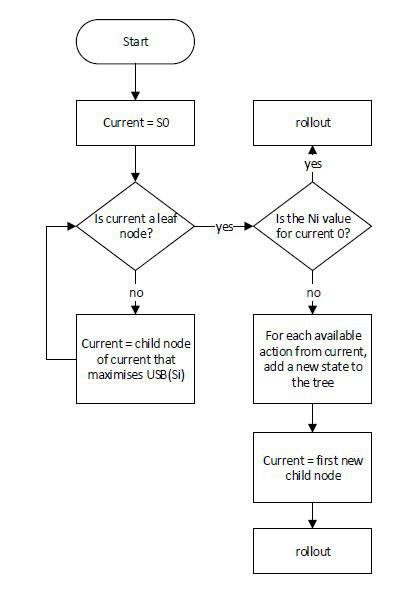 Start
Current = S0
Is current a leaf
node?
no
Current = child node
of current that
maximises USB(Si)
yes
Is the Ni value
for current 0?
yes
rollout
no
For each available
action from current,
add a new state to
the tree
Current = first new
child node
rollout